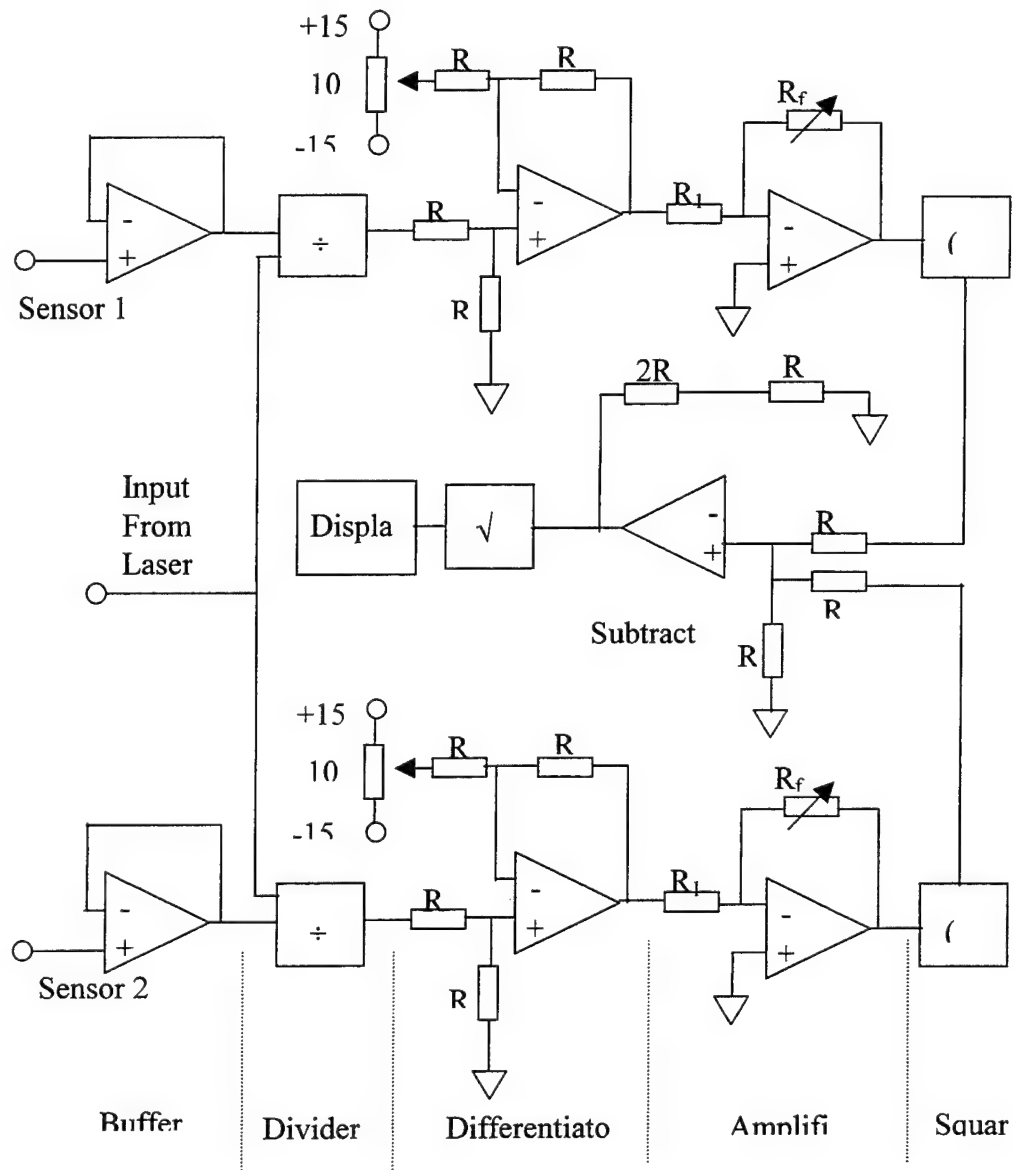 +15
10
-15
R
R
Rf
-
+
÷
R
R
-
+
R1
-
+
(
Sensor 1
2R
R
Input
From
Laser
Displa
√
-
+
R
R
R
Subtract
+15
10
-15
R
R
Rf
-
+
÷
R
R
-
+
R1
-
+
(
Sensor 2
Buffer
Divider
Differentiato
Amplifi
Squar